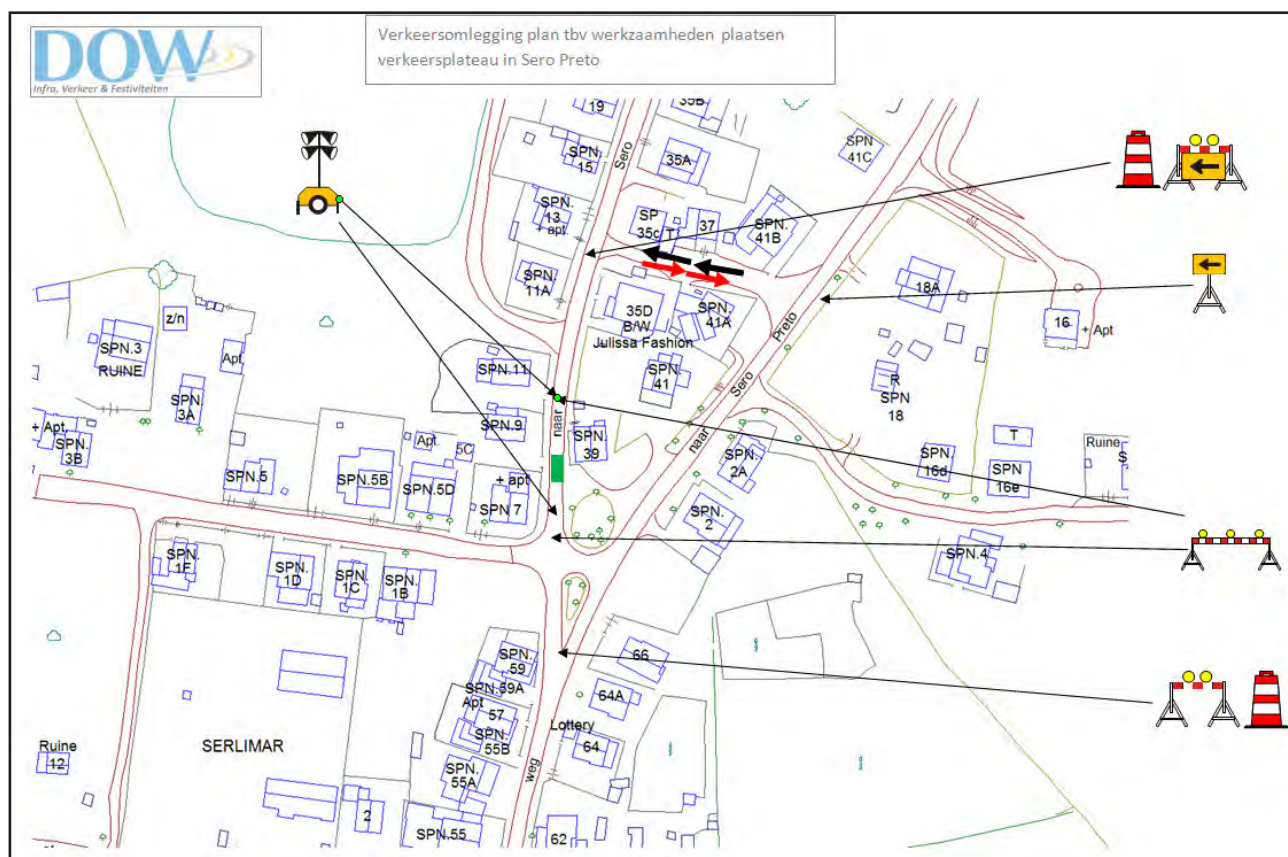 DOW
Infra, Verkeer & Festiviteiten
Verkeersomlegging plan tbv werkzaamheden plaatsen
verkeersplateau in Sero Preto
19
39B
SPN
15
Sero
35A
SPN
41C
SPN.
13
+ apt
SP
35c
T
37
SPN.
41B
SPN.
11A
35D
B/W
Julissa Fashion
SPN.
41A
18A
16
+ Apt
z/n
SPN.3
RUINE
Apt
SPN.
3A
SPN.11
SPN.
41
Preto
Sero
naar
R
SPN
18
+ Apt
SPN.
3B
SPN.9
naar
SPN.
39
Apt
5C
SPN.5
SPN.5B
SPN.5D
+ apt
SPN 7
SPN.
2A
SPN.
16d
T
SPN
16e
Ruine
S
SPN.
2
SPN.
1F
SPN.
1D
SPN.
1C
SPN.
1B
SPN.4
SPN.
59
SPN.59A
Apt
57
SPN.
55B
66
64A
Lottery
64
SERLIMAR
Ruine
12
SPN.
55A
weg
2
SPN.55
62